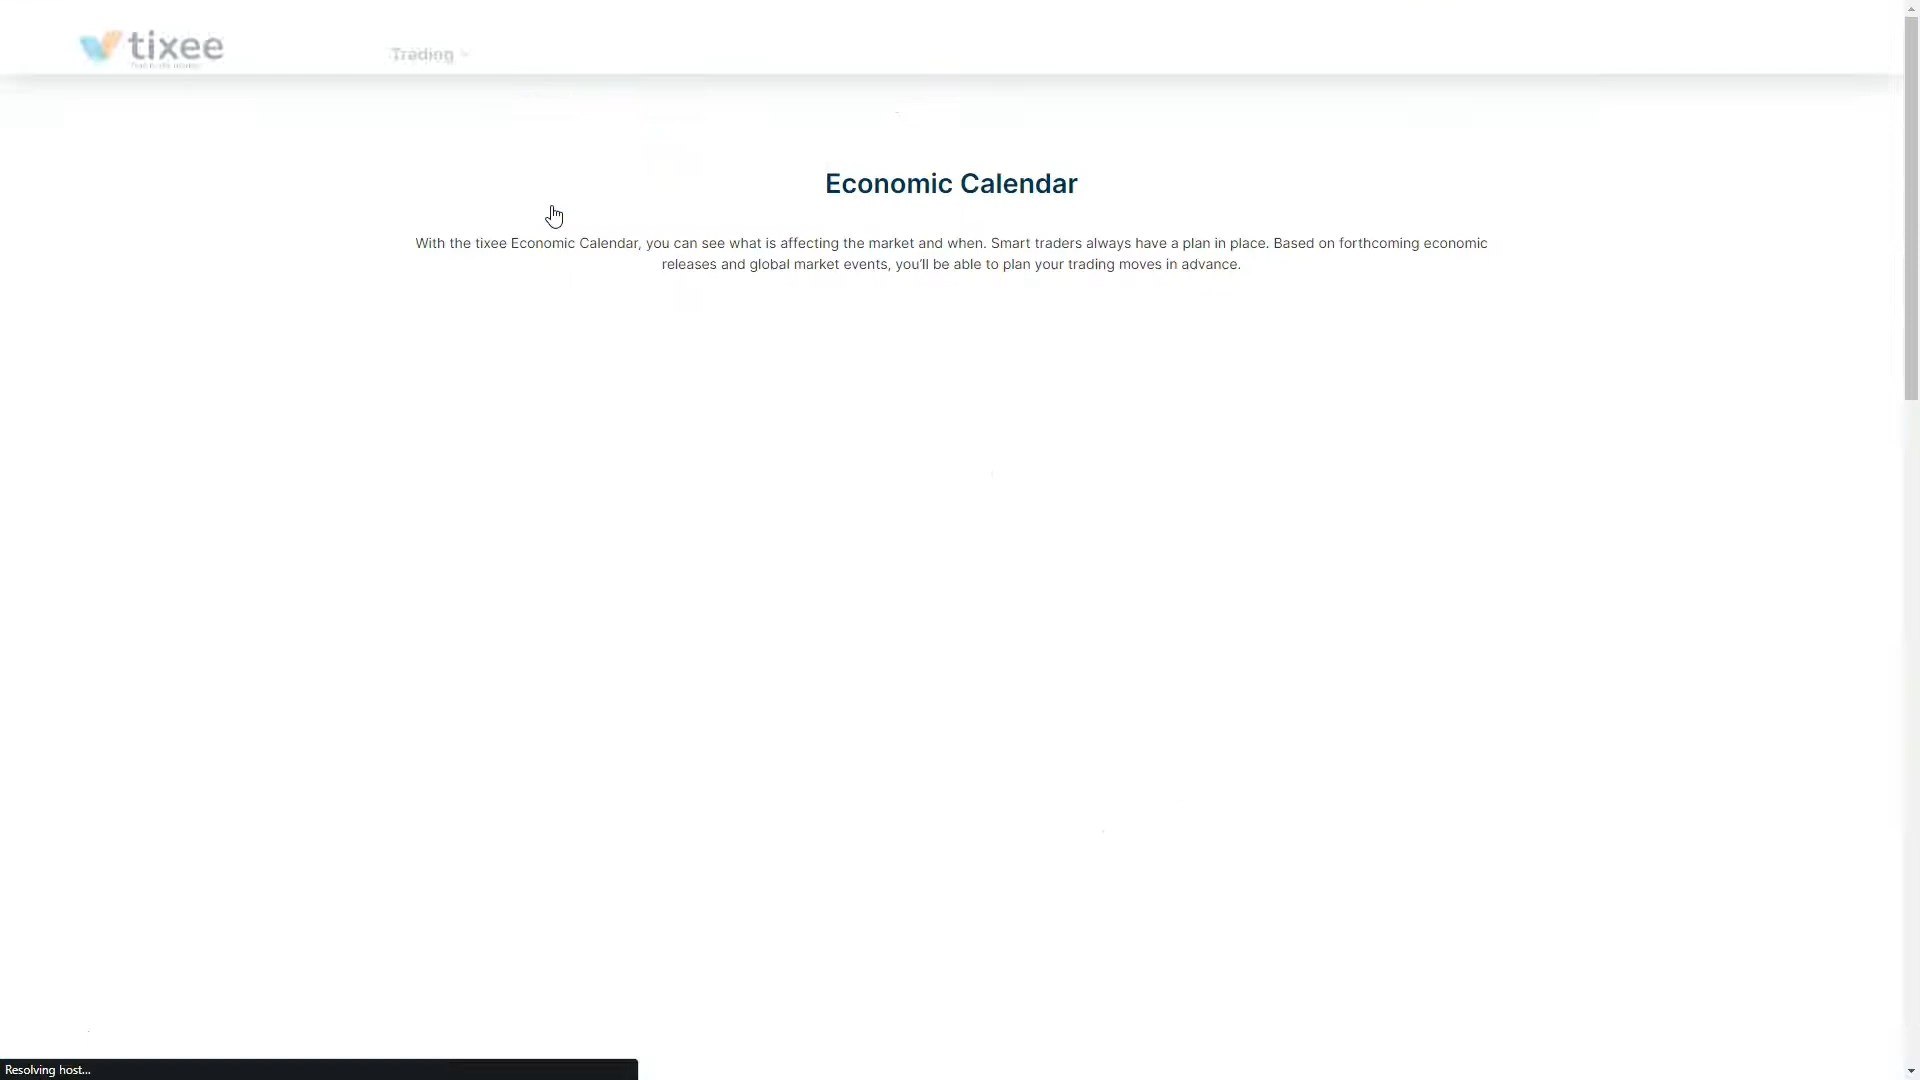 tixee
Trading
Economic Calendar
With the tixee Economic Calendar, you can see what is affecting the market and when. Smart traders always have a plan in place. Based on forthcoming economic
releases and global market events, you'll be able to plan your trading moves in advance.
Resolving host...